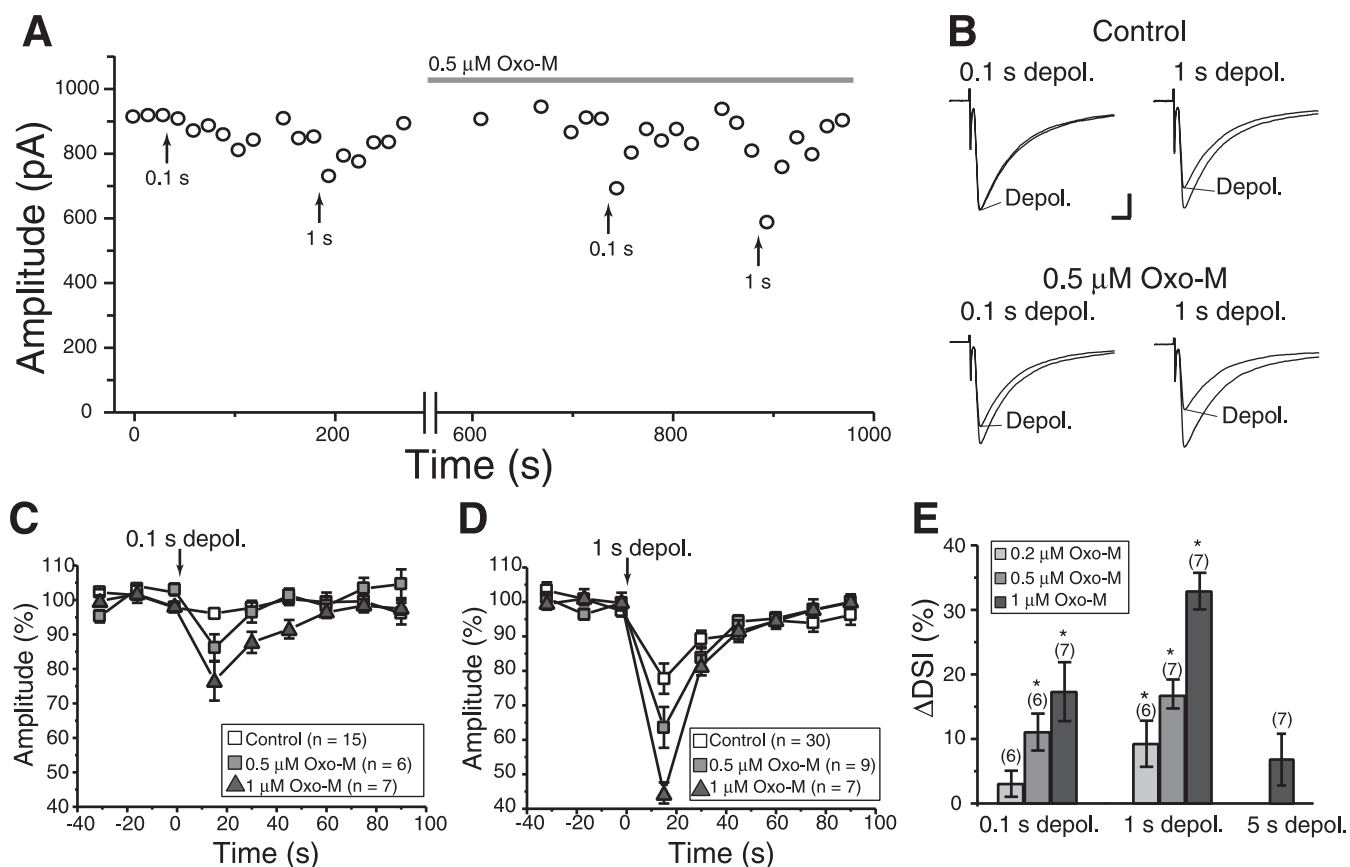 A
0.5 μM Oxo-M
Amplitude (pA)
1000
800
600
400
200
0
0.1 s
1 s
0.1 s
1 s
0
200
600
800
1000
Time (s)
B
Control
0.1 s depol.
1 s depol.
Depol.
Depol.
0.5 μM Oxo-M
0.1 s depol.
1 s depol.
Depol.
Depol.
C
0.1 s depol.
Amplitude (%)
110
100
90
80
70
60
50
40
Control (n = 15)
0.5 μM Oxo-M (n = 6)
1 μM Oxo-M (n = 7)
-40 -20 0 20 40 60 80 100
Time (s)
D
1 s depol.
Amplitude (%)
110
100
90
80
70
60
50
40
Control (n = 30)
0.5 μM Oxo-M (n = 9)
1 μM Oxo-M (n = 7)
-40 -20 0 20 40 60 80 100
Time (s)
E
ΔDSI (%)
40
30
20
10
0
0.2 μM Oxo-M
0.5 μM Oxo-M
1 μM Oxo-M
(6)
* (6)
* (7)
* (6)
* (7)
* (7)
(7)
0.1 s depol.
1 s depol.
5 s depol.